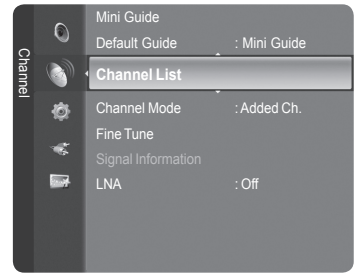 Channel
Mini Guide
Default Guide : Mini Guide
Channel List
Channel Mode : Added Ch.
Fine Tune
Signal Information
LNA : Off